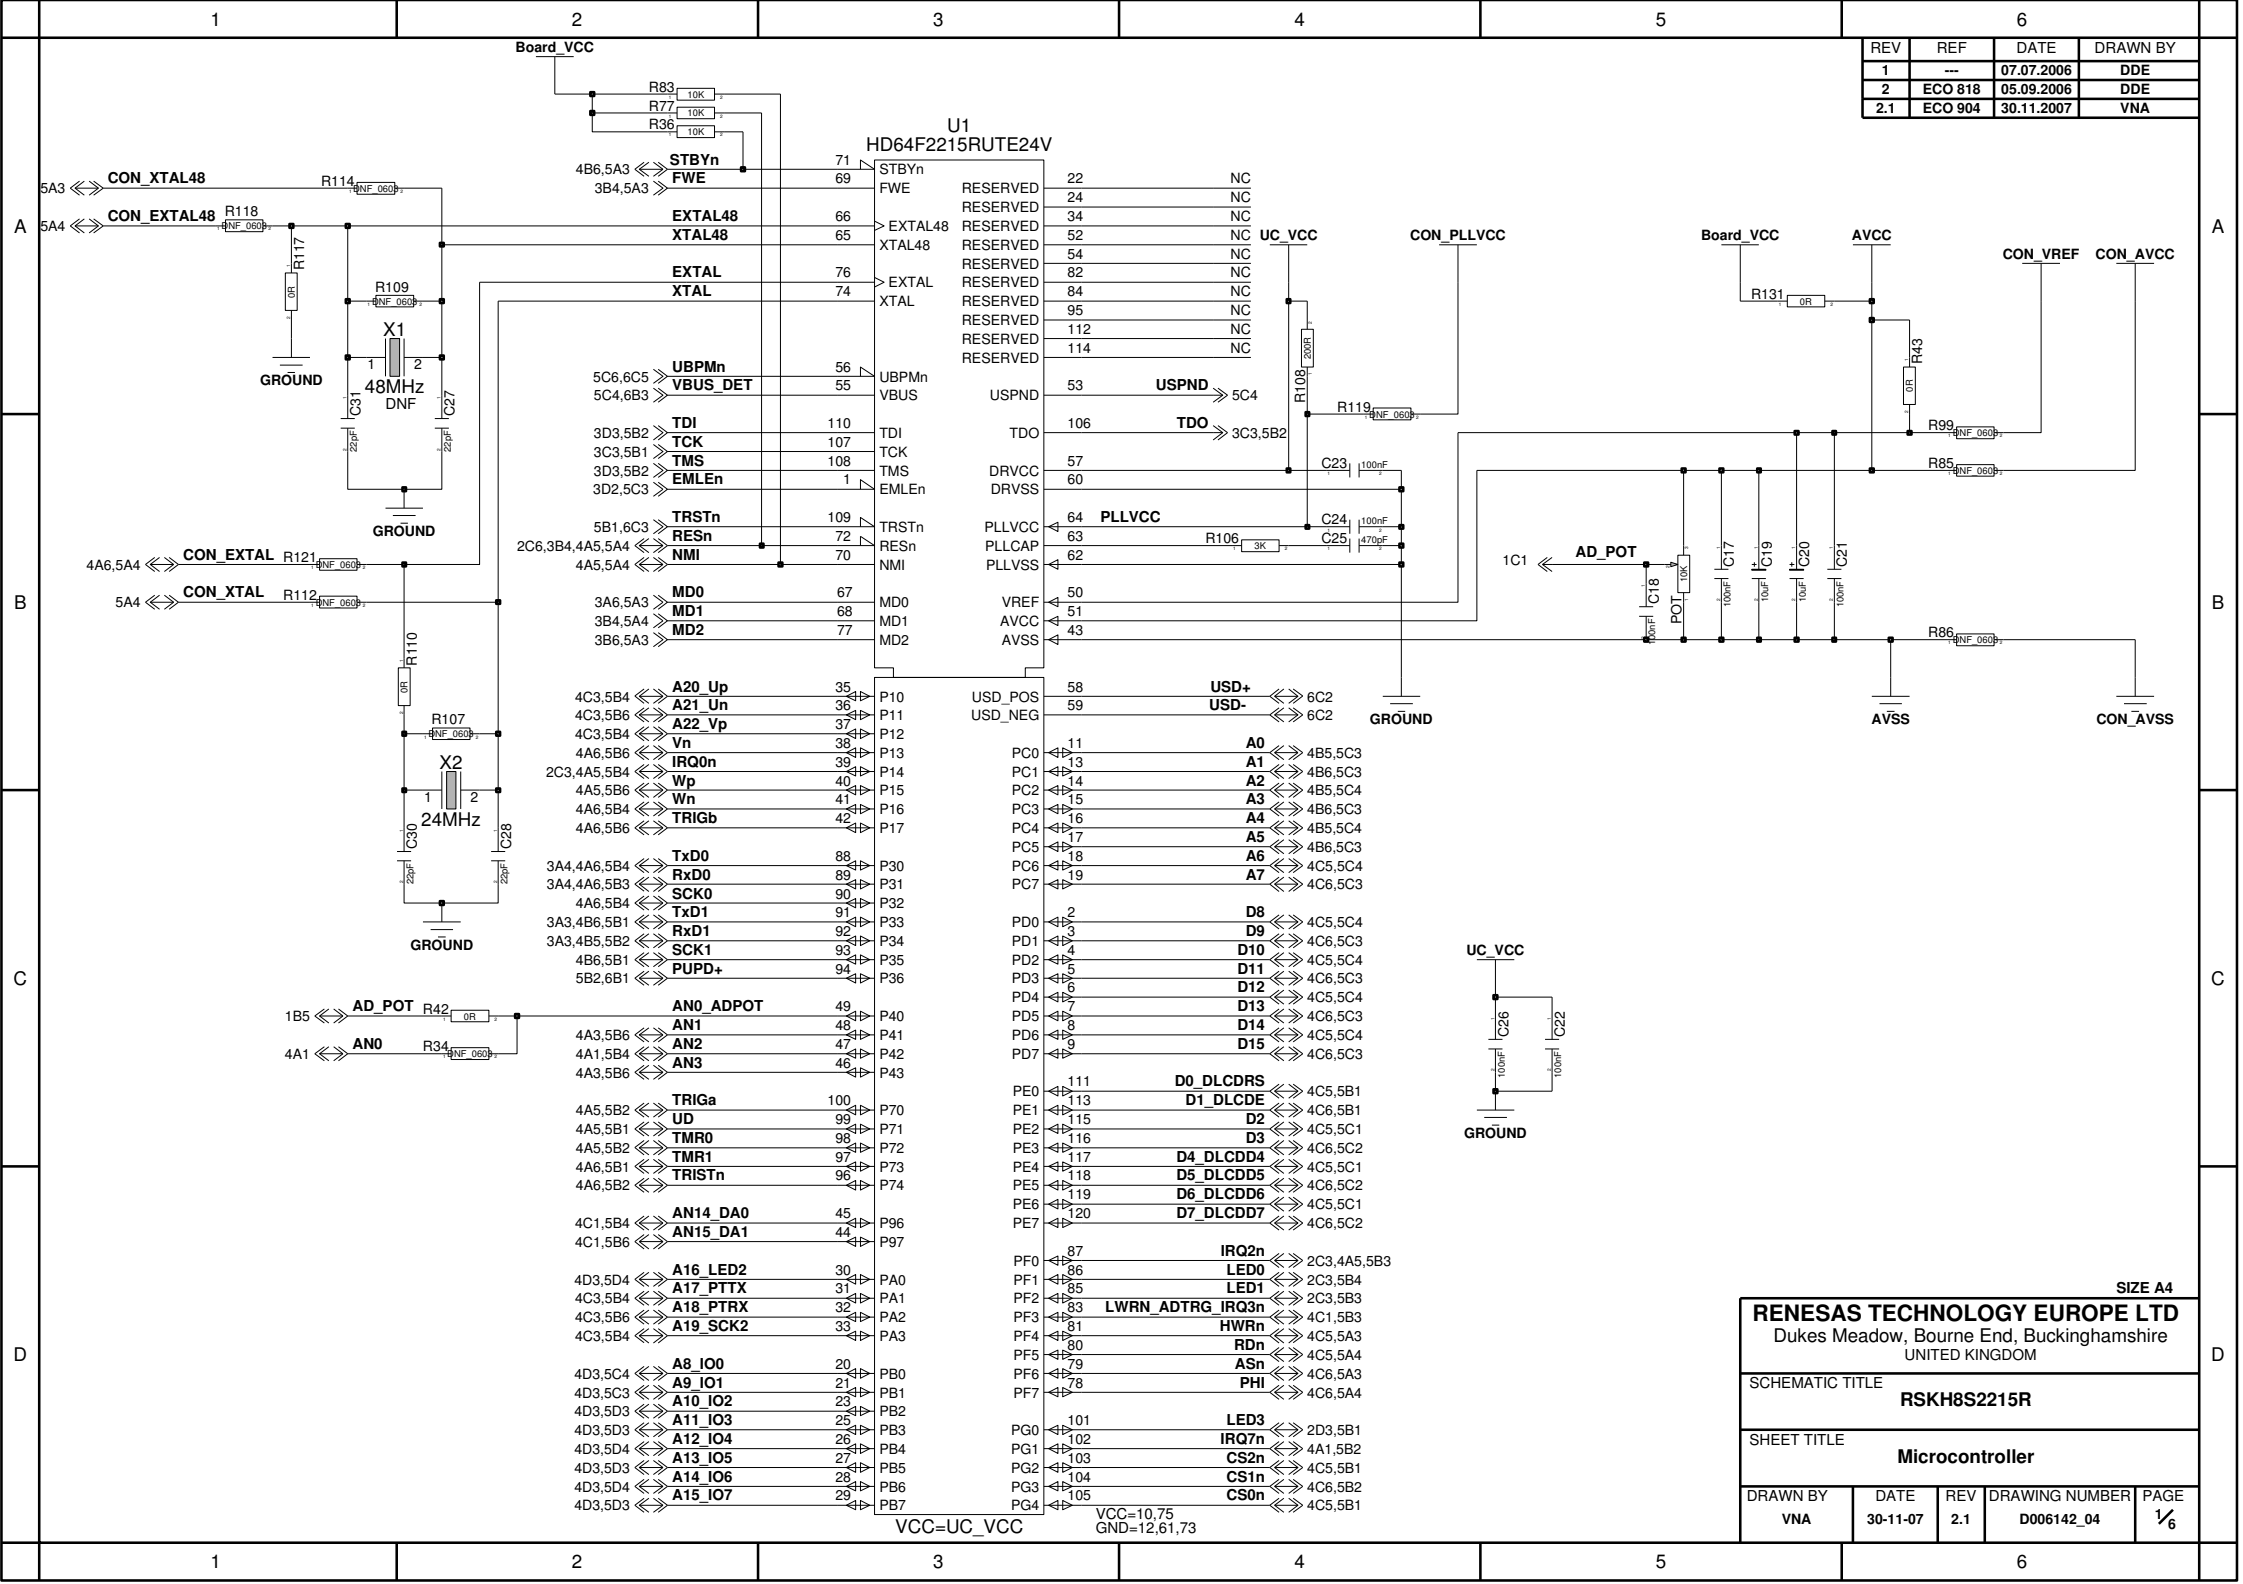 1 2 3 4 5 6
REV REF DATE DRAWN BY
1 --- 07.07.2006 DDE
2 ECO 818 05.09.2006 DDE
2.1 ECO 904 30.11.2007 VNA
Board_VCC
R83 10K
R77 10K
R36 10K
U1
HD64F2215RUTE24V
A
5A3 CON_XTAL48 R114 DNF_0603
5A4 CON_EXTAL48 R118 DNF_0603
R117 0R
GROUND
R109 DNF_0603
X1
1 2
48MHz
DNF
C31 22pF
C27 22pF
GROUND
4B6,5A3 STBYn 71 STBYn
3B4,5A3 FWE 69 FWE
EXTAL48 66 EXTAL48
XTAL48 65 XTAL48
EXTAL 76 EXTAL
XTAL 74 XTAL
5C6,6C5 UBPMn 56 UBPMn
5C4,6B3 VBUS_DET 55 VBUS
3D3,5B2 TDI 110 TDI
3C3,5B1 TCK 107 TCK
3D3,5B2 TMS 108 TMS
3D2,5C3 EMLEn 1 EMLEn
5B1,6C3 TRSTn 109 TRSTn
2C6,3B4,4A5,5A4 RESn 72 RESn
4A5,5A4 NMI 70 NMI
3A6,5A3 MD0 67 MD0
3B4,5A4 MD1 68 MD1
3B6,5A3 MD2 77 MD2
RESERVED 22 NC
RESERVED 24 NC
RESERVED 34 NC
RESERVED 52 NC
RESERVED 54 NC
RESERVED 82 NC
RESERVED 84 NC
RESERVED 95 NC
RESERVED 112 NC
RESERVED 114 NC
USPND 53 USPND 5C4
TDO 106 TDO 3C3,5B2
DRVCC 57 C23 100nF
DRVSS 60
PLLVCC 64 PLLVCC C24 100nF
PLLCAP 63 R106 3K C25 470pF
PLLVSS 62
VREF 50
AVCC 51
AVSS 43
UC_VCC
CON_PLLVCC
R108 200R
R119 DNF_0603
GROUND
Board_VCC AVCC
CON_VREF CON_AVCC
R131 0R
R43 0R
R99 DNF_0603
R85 DNF_0603
1C1 AD_POT
C18 100nF
POT 10K
C17 100nF
C19 10uF
C20 10uF
C21 100nF
R86 DNF_0603
AVSS
CON_AVSS
A
B
4A6,5A4 CON_EXTAL R121 DNF_0603
5A4 CON_XTAL R112 DNF_0603
R110 0R
R107 DNF_0603
X2
1 2
24MHz
C30 22pF
C28 22pF
GROUND
B
4C3,5B4 A20_Up 35 P10
4C3,5B6 A21_Un 36 P11
4C3,5B4 A22_Vp 37 P12
4A6,5B6 Vn 38 P13
2C3,4A5,5B4 IRQ0n 39 P14
4A5,5B6 Wp 40 P15
4A6,5B4 Wn 41 P16
4A6,5B6 TRIGb 42 P17
3A4,4A6,5B4 TxD0 88 P30
3A4,4A6,5B3 RxD0 89 P31
4A6,5B4 SCK0 90 P32
3A3,4B6,5B1 TxD1 91 P33
3A3,4B5,5B2 RxD1 92 P34
4B6,5B1 SCK1 93 P35
5B2,6B1 PUPD+ 94 P36
C
1B5 AD_POT R42 0R AN0_ADPOT 49 P40
4A1 AN0 R34 DNF_0603
4A3,5B6 AN1 48 P41
4A1,5B4 AN2 47 P42
4A3,5B6 AN3 46 P43
4A5,5B2 TRIGa 100 P70
4A5,5B1 UD 99 P71
4A5,5B2 TMR0 98 P72
4A6,5B1 TMR1 97 P73
4A6,5B2 TRISTn 96 P74
4C1,5B4 AN14_DA0 45 P96
4C1,5B6 AN15_DA1 44 P97
4D3,5D4 A16_LED2 30 PA0
4C3,5B4 A17_PTTX 31 PA1
4C3,5B6 A18_PTRX 32 PA2
4C3,5B4 A19_SCK2 33 PA3
D
4D3,5C4 A8_IO0 20 PB0
4D3,5C3 A9_IO1 21 PB1
4D3,5D3 A10_IO2 23 PB2
4D3,5D3 A11_IO3 25 PB3
4D3,5D4 A12_IO4 26 PB4
4D3,5D3 A13_IO5 27 PB5
4D3,5D4 A14_IO6 28 PB6
4D3,5D3 A15_IO7 29 PB7
VCC=UC_VCC
USD_POS 58 USD+ 6C2
USD_NEG 59 USD- 6C2
PC0 11 A0 4B5,5C3
PC1 13 A1 4B6,5C3
PC2 14 A2 4B5,5C4
PC3 15 A3 4B6,5C3
PC4 16 A4 4B5,5C4
PC5 17 A5 4B6,5C3
PC6 18 A6 4C5,5C4
PC7 19 A7 4C6,5C3
PD0 2 D8 4C5,5C4
PD1 3 D9 4C6,5C3
PD2 4 D10 4C5,5C4
PD3 5 D11 4C6,5C3
PD4 6 D12 4C5,5C4
PD5 7 D13 4C6,5C3
PD6 8 D14 4C5,5C4
PD7 9 D15 4C6,5C3
PE0 111 D0_DLCDRS 4C5,5B1
PE1 113 D1_DLCDE 4C6,5B1
PE2 115 D2 4C5,5C1
PE3 116 D3 4C6,5C2
PE4 117 D4_DLCDD4 4C5,5C1
PE5 118 D5_DLCDD5 4C6,5C2
PE6 119 D6_DLCDD6 4C5,5C1
PE7 120 D7_DLCDD7 4C6,5C2
PF0 87 IRQ2n 2C3,4A5,5B3
PF1 86 LED0 2C3,5B4
PF2 85 LED1 2C3,5B3
PF3 83 LWRN_ADTRG_IRQ3n 4C1,5B3
PF4 81 HWRn 4C5,5A3
PF5 80 RDn 4C5,5A4
PF6 79 ASn 4C6,5A3
PF7 78 PHI 4C6,5A4
PG0 101 LED3 2D3,5B1
PG1 102 IRQ7n 4A1,5B2
PG2 103 CS2n 4C5,5B1
PG3 104 CS1n 4C6,5B2
PG4 105 CS0n 4C5,5B1
VCC=10,75
GND=12,61,73
UC_VCC
C26 100nF
C22 100nF
GROUND
C
D
SIZE A4
RENESAS TECHNOLOGY EUROPE LTD
Dukes Meadow, Bourne End, Buckinghamshire
UNITED KINGDOM
SCHEMATIC TITLE
RSKH8S2215R
SHEET TITLE
Microcontroller
DRAWN BY DATE REV DRAWING NUMBER PAGE
VNA 30-11-07 2.1 D006142_04 1/6
1 2 3 4 5 6